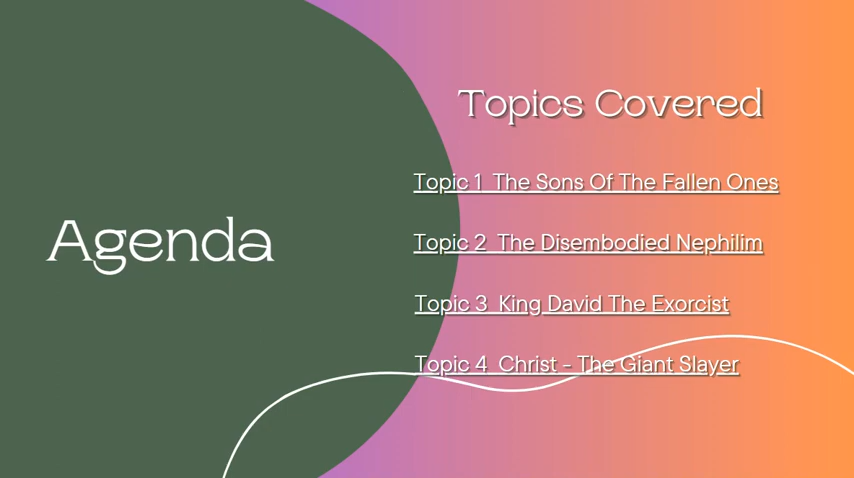 Agenda
Topics Covered
Topic 1 The Sons Of The Fallen Ones
Topic 2 The Disembodied Nephilim
Topic 3 King David The Exorcist
Topic 4 Christ - The Giant Slayer